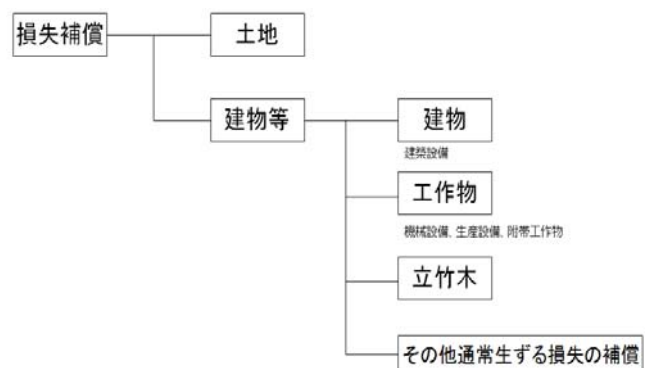 損失補償
土地
建物等
建物
建築設備
工作物
機械設備、生産設備、附帯工作物
立竹木
その他通常生ずる損失の補償